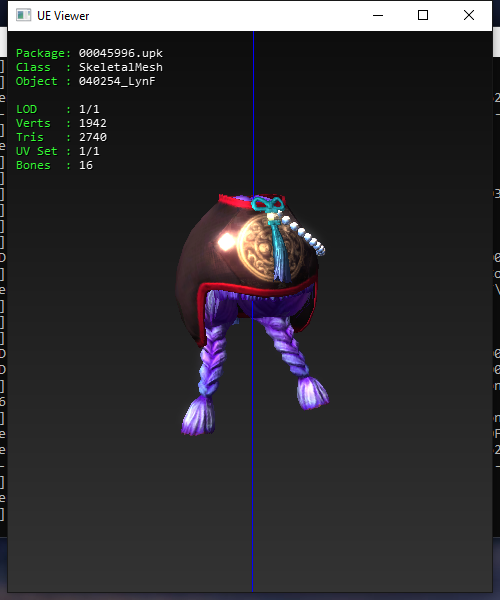 UE Viewer
Package: 00045996.upk
Class : SkeletalMesh
Object : 040254_LynF
LOD : 1/1
Verts : 1942
Tris : 2740
UV Set : 1/1
Bones : 16